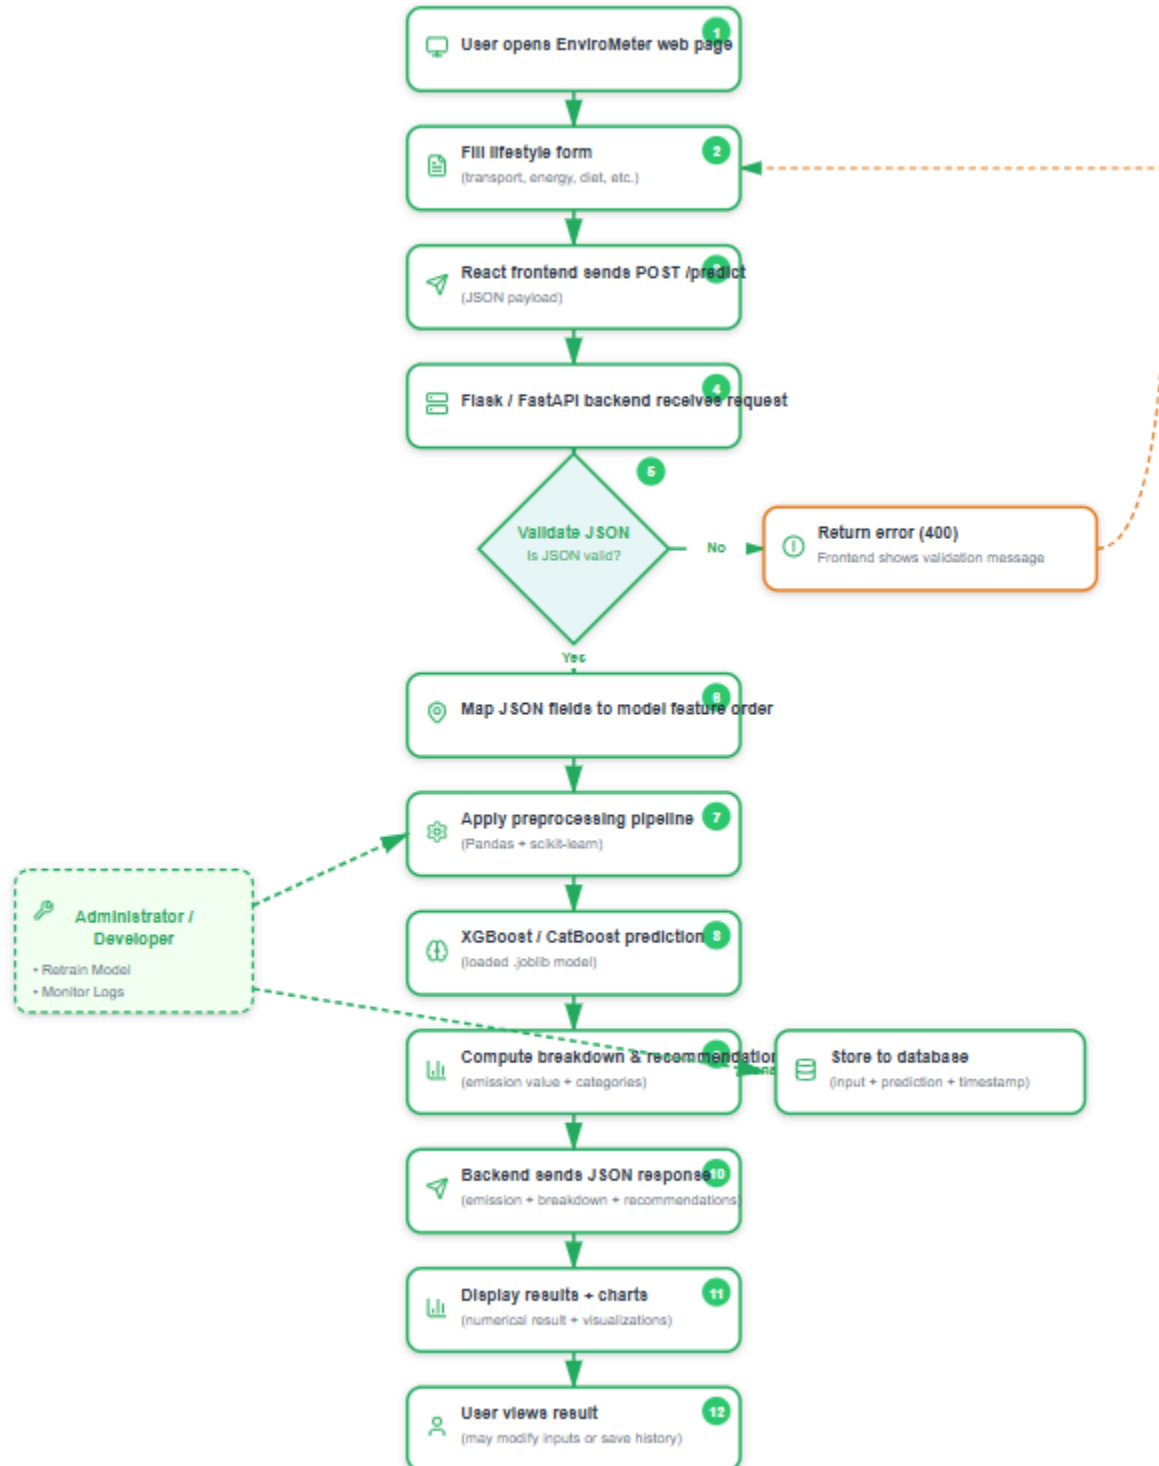 1
User opens EnviroMeter web page
2
Fill lifestyle form
(transport, energy, diet, etc.)
React frontend sends POST /predict
(JSON payload)
4
Flask / FastAPI backend receives request
5
Validate JSON
Is JSON valid?
No
Return error (400)
Frontend shows validation message
Yes
6
Map JSON fields to model feature order
7
Apply preprocessing pipeline
(Pandas + scikit-learn)
Administrator /
Developer
• Retrain Model
• Monitor Logs
8
XGBoost / CatBoost prediction
(loaded .joblib model)
Compute breakdown & recommendation
(emission value + categories)
Store to database
(input + prediction + timestamp)
10
Backend sends JSON response
(emission + breakdown + recommendations)
11
Display results + charts
(numerical result + visualizations)
12
User views result
(may modify inputs or save history)